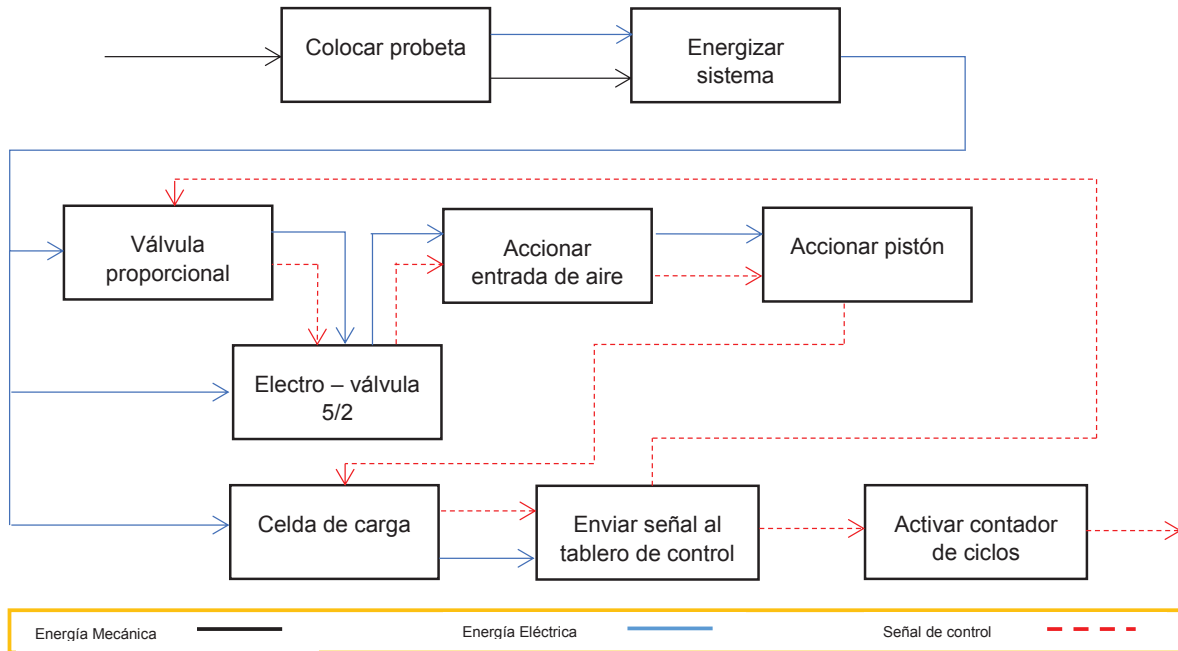 Colocar probeta
Energizar
sistema
Válvula
proporcional
Accionar
entrada de aire
Accionar pistón
Electro – válvula
5/2
Celda de carga
Enviar señal al
tablero de control
Activar contador
de ciclos
Energía Mecánica
Energía Eléctrica
Señal de control